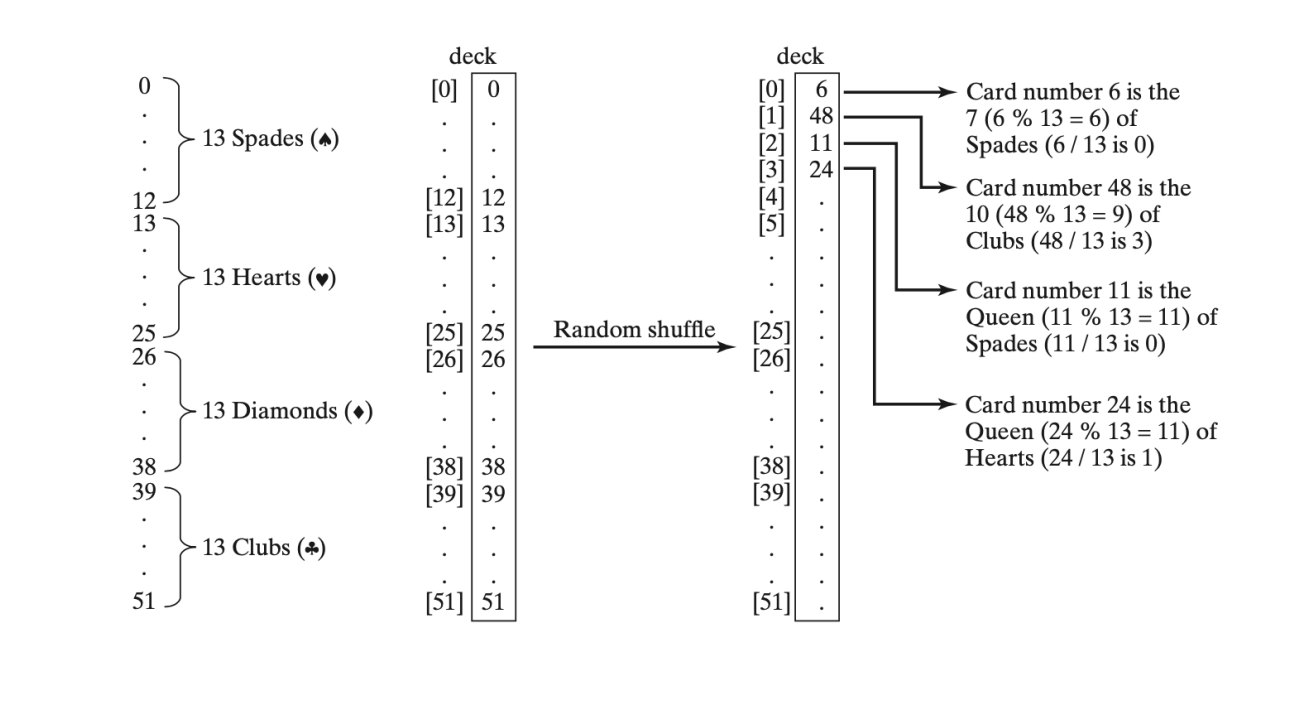 deck
deck
0
13 Spades (♠)
12
13
13 Hearts (♥)
25
26
13 Diamonds (♦)
38
39
13 Clubs (♣)
51
[0] 0
[12] 12
[13] 13
[25] 25
[26] 26
[38] 38
[39] 39
[51] 51
Random shuffle
[0] 6
[1] 48
[2] 11
[3] 24
[4]
[5]
[25]
[26]
[38]
[39]
[51]
Card number 6 is the
7 (6 % 13 = 6) of
Spades (6 / 13 is 0)
Card number 48 is the
10 (48 % 13 = 9) of
Clubs (48 / 13 is 3)
Card number 11 is the
Queen (11 % 13 = 11) of
Spades (11 / 13 is 0)
Card number 24 is the
Queen (24 % 13 = 11) of
Hearts (24 / 13 is 1)